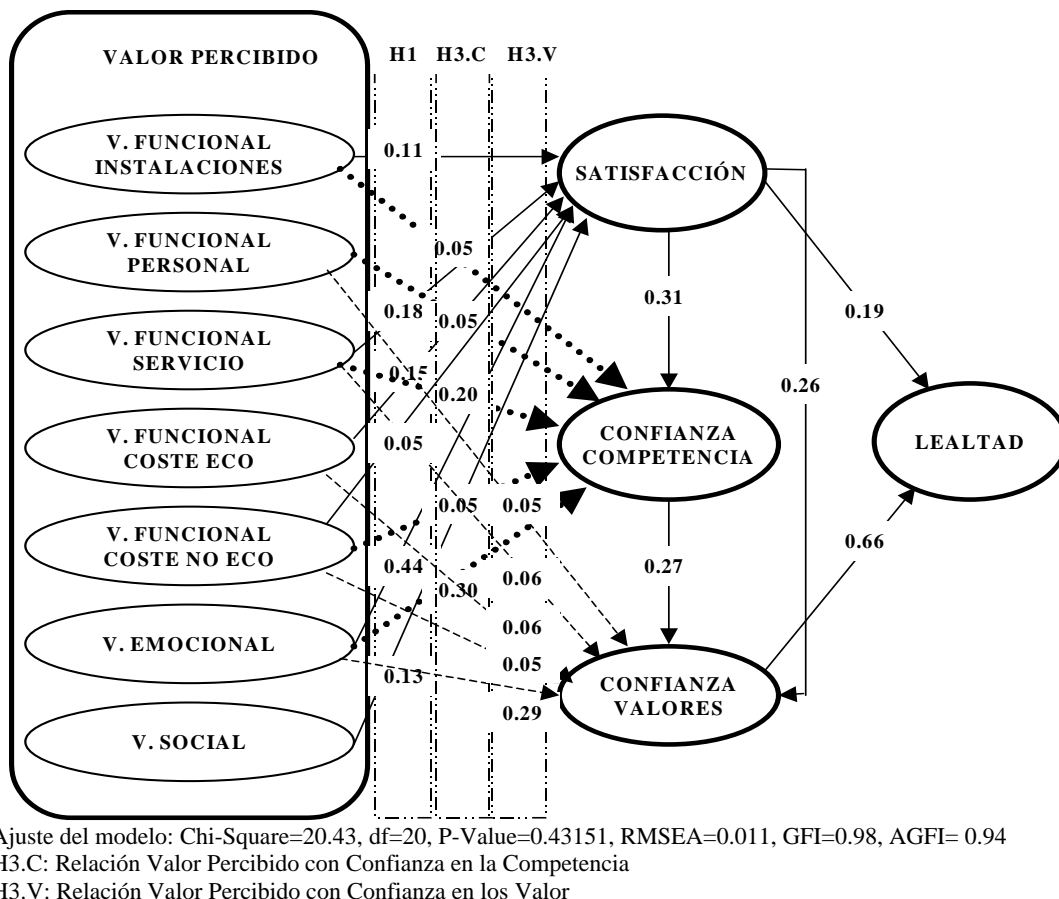 VALOR PERCIBIDO
H1 H3.C H3.V
V. FUNCIONAL
INSTALACIONES
V. FUNCIONAL
PERSONAL
V. FUNCIONAL
SERVICIO
V. FUNCIONAL
COSTE ECO
V. FUNCIONAL
COSTE NO ECO
V. EMOCIONAL
V. SOCIAL
0.11
0.18
0.15
0.05
0.44
0.13
0.05
0.05
0.20
0.05
0.30
0.05
0.06
0.06
0.05
0.29
SATISFACCIÓN
0.31
CONFIANZA
COMPETENCIA
0.27
CONFIANZA
VALORES
0.19
0.26
0.66
LEALTAD
Ajuste del modelo: Chi-Square=20.43, df=20, P-Value=0.43151, RMSEA=0.011, GFI=0.98, AGFI= 0.94
H3.C: Relación Valor Percibido con Confianza en la Competencia
H3.V: Relación Valor Percibido con Confianza en los Valor